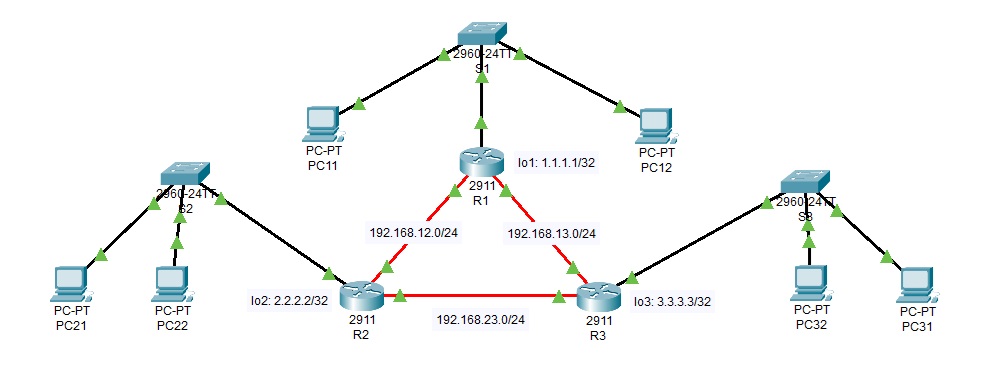 2960-24TT
S1
PC-PT
PC11
PC-PT
PC12
lo1: 1.1.1.1/32
2911
R1
2960-24TT
S2
2960-24TT
S3
192.168.12.0/24
192.168.13.0/24
PC-PT
PC21
PC-PT
PC22
lo2: 2.2.2.2/32
2911
R2
192.168.23.0/24
2911
R3
lo3: 3.3.3.3/32
PC-PT
PC32
PC-PT
PC31